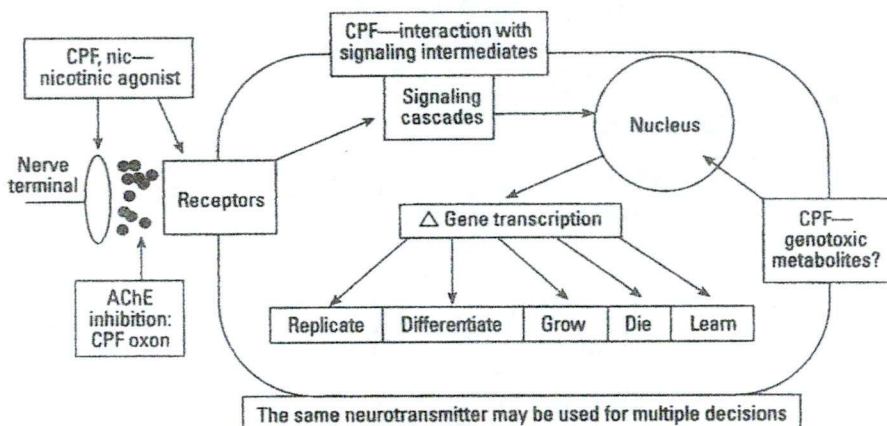 CPF, nic—
nicotinic agonist
CPF—interaction with
signaling intermediates
Signaling
cascades
Nucleus
Nerve
terminal
Receptors
△ Gene transcription
CPF—
genotoxic
metabolites?
AChE
inhibition:
CPF oxon
Replicate
Differentiate
Grow
Die
Learn
The same neurotransmitter may be used for multiple decisions